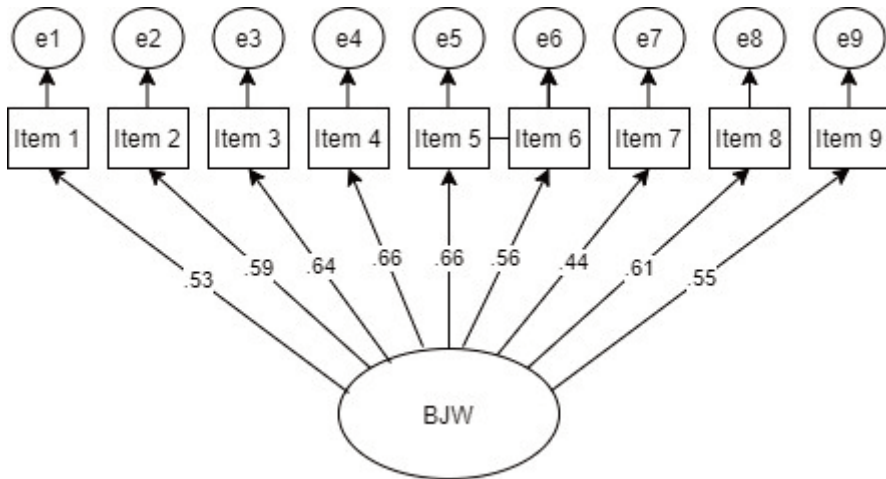 e1 e2 e3 e4 e5 e6 e7 e8 e9
Item 1 Item 2 Item 3 Item 4 Item 5 Item 6 Item 7 Item 8 Item 9
.53 .59 .64 .66 .66 .56 .44 .61 .55
BJW